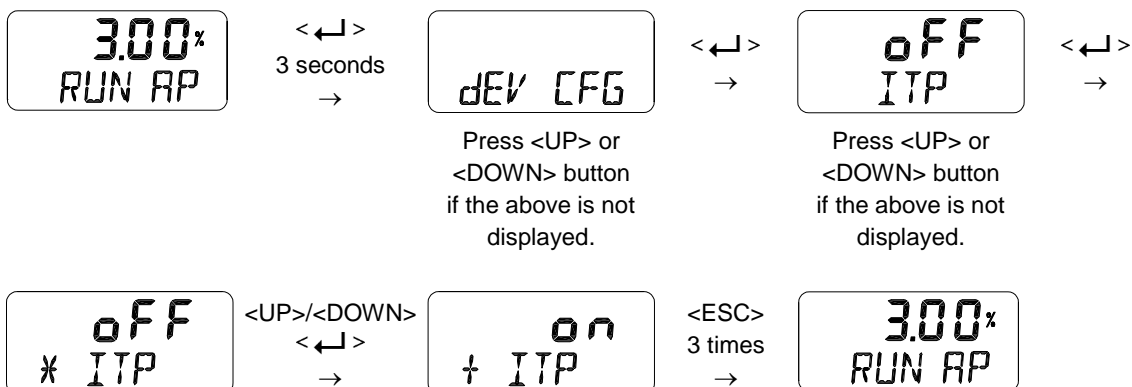 3.00%
RUN AP
< ↵ >
3 seconds
→
dEV CFG
Press <UP> or
<DOWN> button
if the above is not
displayed.
< ↵ >
→
oFF
ITP
Press <UP> or
<DOWN> button
if the above is not
displayed.
< ↵ >
→
oFF
* ITP
<UP>/<DOWN>
< ↵ >
→
on
+ ITP
<ESC>
3 times
→
3.00%
RUN AP